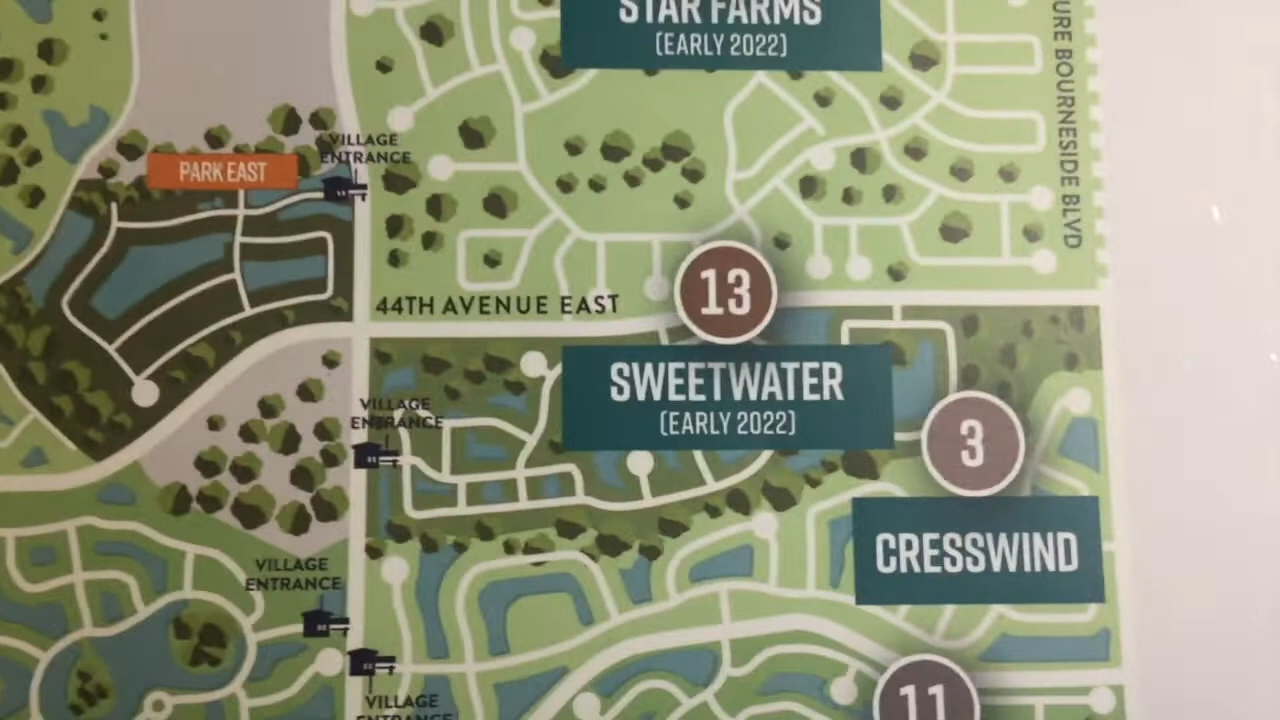 STAR FARMS
(EARLY 2022)
URE BOURNESIDE BLVD
VILLAGE
ENTRANCE
PARK EAST
13
44TH AVENUE EAST
SWEETWATER
(EARLY 2022)
VILLAGE
ENTRANCE
3
CRESSWIND
VILLAGE
ENTRANCE
11
VILLAGE
ENTRANCE